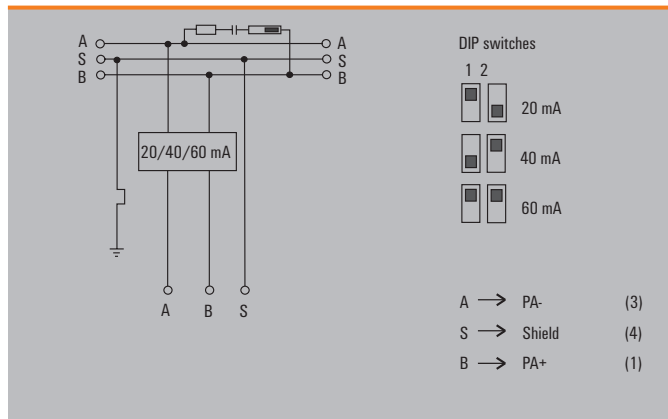 A A
S S
B B
20/40/60 mA
A B S
DIP switches
1 2
20 mA
40 mA
60 mA
A → PA- (3)
S → Shield (4)
B → PA+ (1)